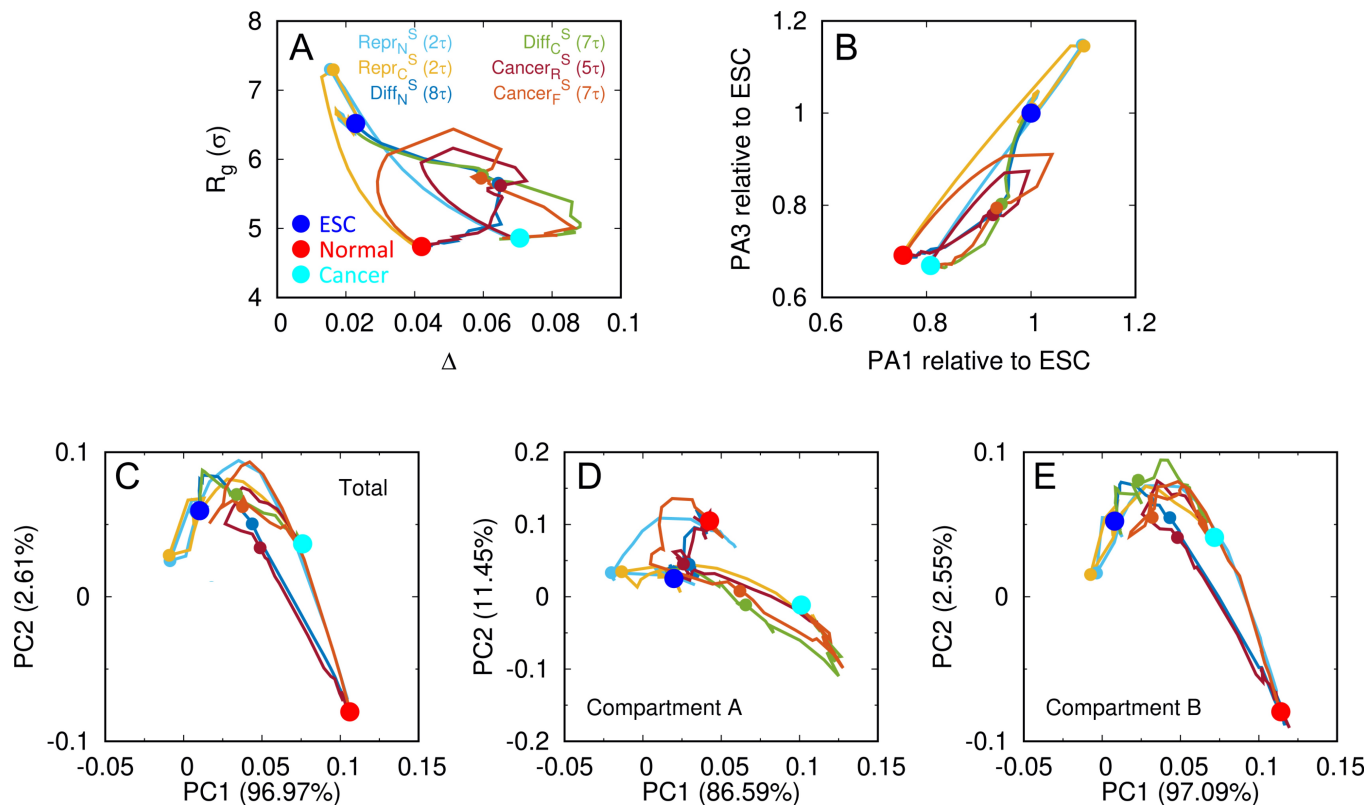 A
Repr_N^S (2τ)
Diff_C^S (7τ)
Repr_C^S (2τ)
Cancer_R^S (5τ)
Diff_N^S (8τ)
Cancer_F^S (7τ)
ESC
Normal
Cancer
R_g (σ)
8
7
6
5
4
0
0.02
0.04
0.06
0.08
0.1
Δ
B
PA3 relative to ESC
1.2
1
0.8
0.6
0.6
0.8
1
1.2
PA1 relative to ESC
C
Total
PC2 (2.61%)
0.1
0
-0.1
-0.05
0
0.05
0.1
0.15
PC1 (96.97%)
D
Compartment A
PC2 (11.45%)
0.2
0.1
0
-0.1
-0.2
-0.05
0
0.05
0.1
0.15
PC1 (86.59%)
E
Compartment B
PC2 (2.55%)
0.1
0
-0.1
-0.05
0
0.05
0.1
0.15
PC1 (97.09%)